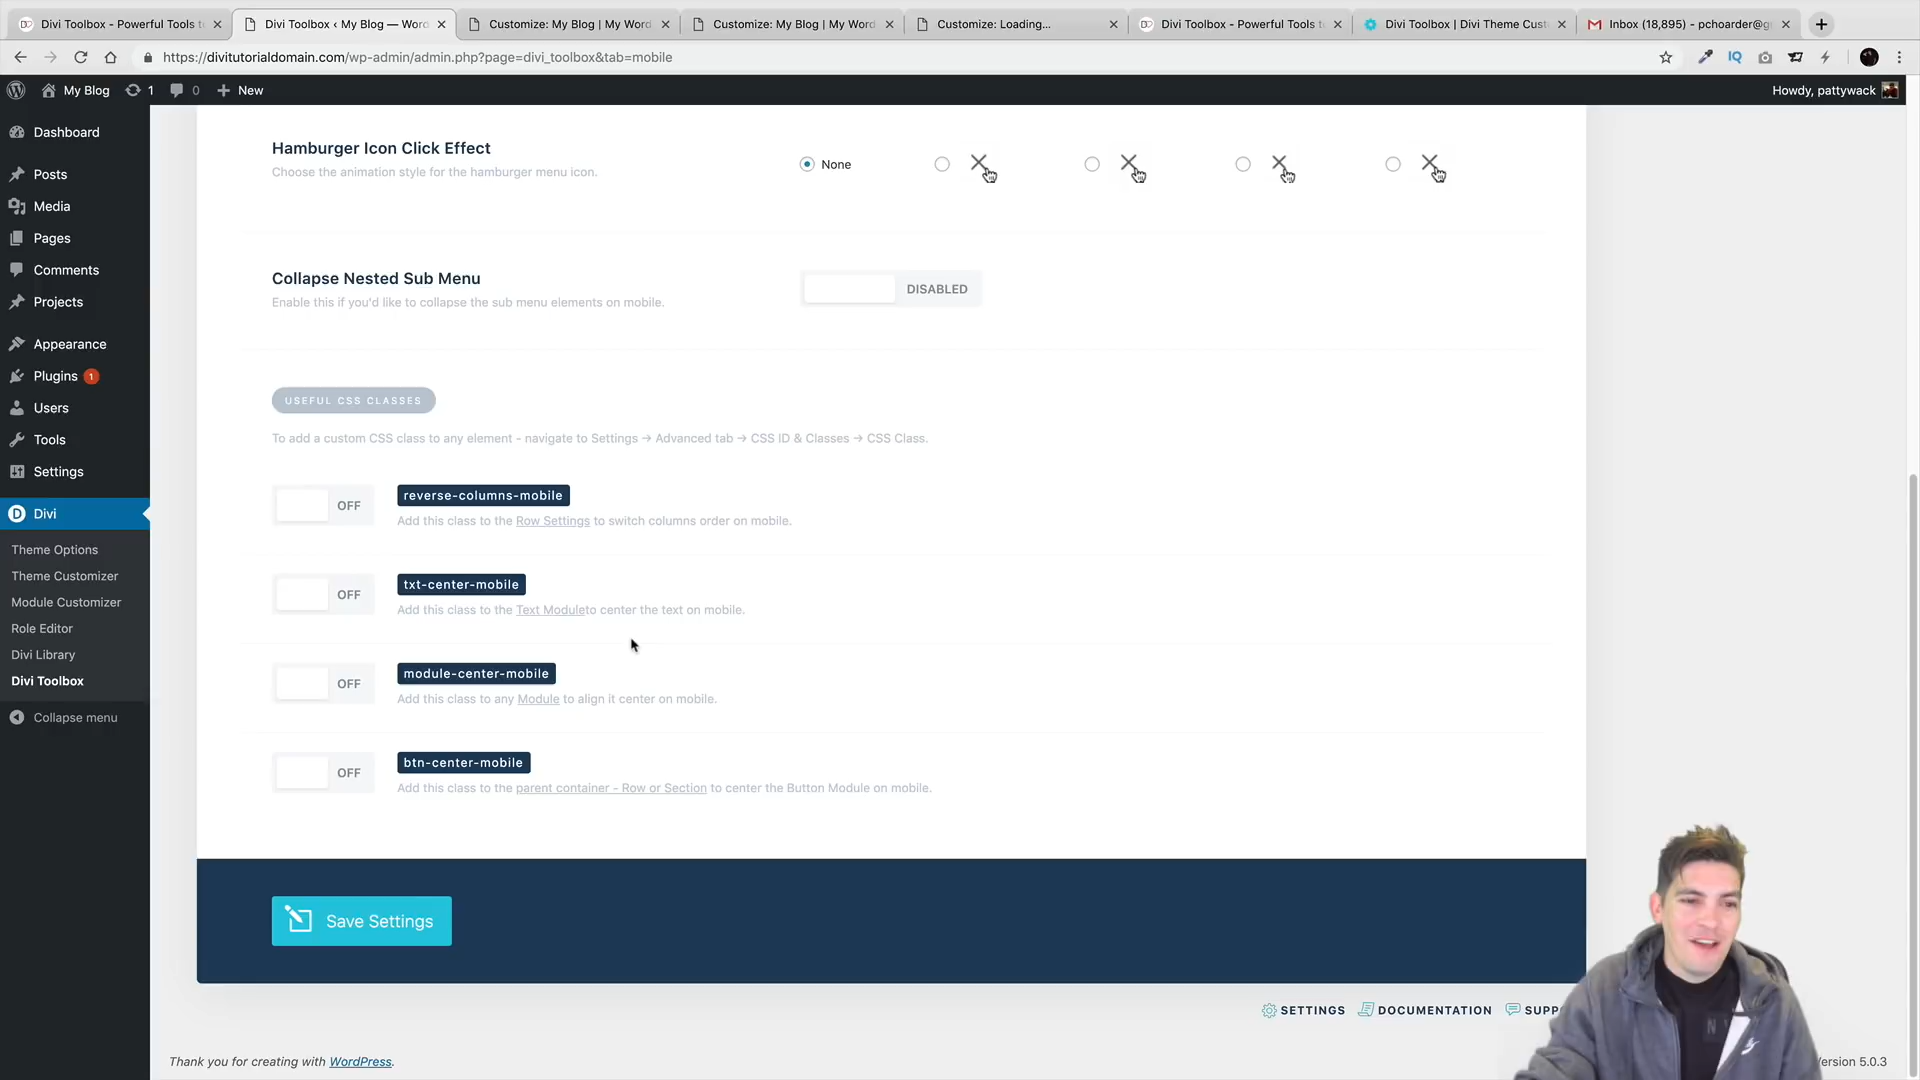 Divi Toolbox - Powerful Tools t
Divi Toolbox ‹ My Blog — Word
Customize: My Blog | My Word
Customize: My Blog | My Word
Customize: Loading...
Divi Toolbox - Powerful Tools t
Divi Toolbox | Divi Theme Cust
Inbox (18,895) - pchoarder@g
https://divitutorialdomain.com/wp-admin/admin.php?page=divi_toolbox&tab=mobile
My Blog 1 0 New
Howdy, pattywack
Dashboard
Posts
Media
Pages
Comments
Projects
Appearance
Plugins 1
Users
Tools
Settings
Divi
Theme Options
Theme Customizer
Module Customizer
Role Editor
Divi Library
Divi Toolbox
Collapse menu
Hamburger Icon Click Effect
Choose the animation style for the hamburger menu icon.
None
Collapse Nested Sub Menu
Enable this if you'd like to collapse the sub menu elements on mobile.
DISABLED
USEFUL CSS CLASSES
To add a custom CSS class to any element - navigate to Settings → Advanced tab → CSS ID & Classes → CSS Class.
OFF
reverse-columns-mobile
Add this class to the Row Settings to switch columns order on mobile.
OFF
txt-center-mobile
Add this class to the Text Moduleto center the text on mobile.
OFF
module-center-mobile
Add this class to any Module to align it center on mobile.
OFF
btn-center-mobile
Add this class to the parent container - Row or Section to center the Button Module on mobile.
Save Settings
SETTINGS DOCUMENTATION SUPP
Thank you for creating with WordPress.
ersion 5.0.3